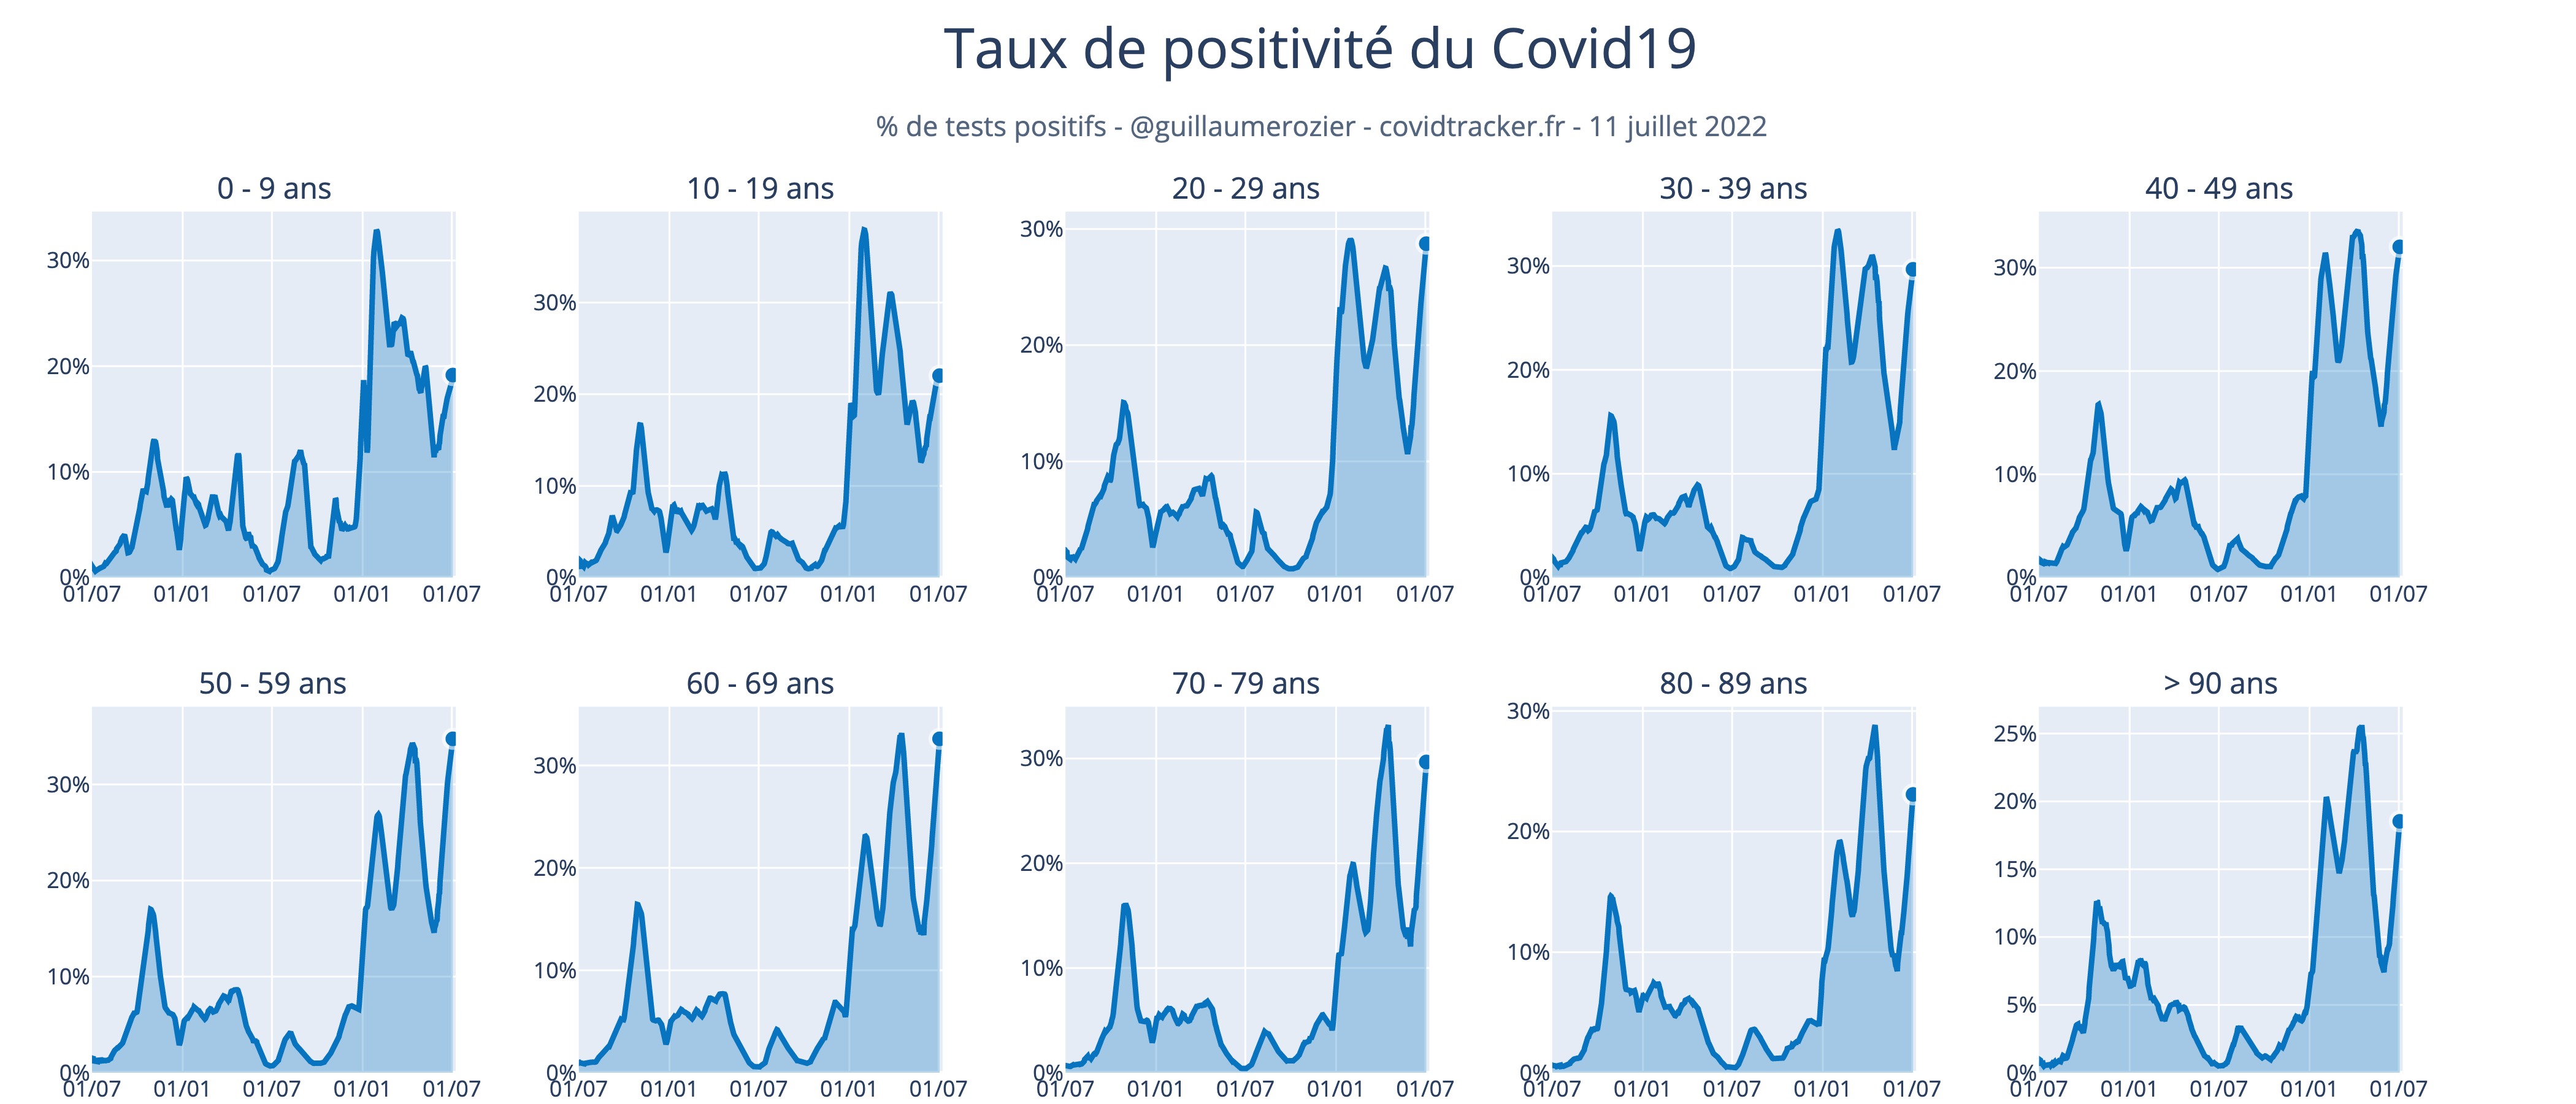 Taux de positivité du Covid19
% de tests positifs - @guillaumerozier - covidtracker.fr - 11 juillet 2022
0 - 9 ans
30%
20%
10%
0%
01/07 01/01 01/07 01/01 01/07
10 - 19 ans
30%
20%
10%
0%
01/07 01/01 01/07 01/01 01/07
20 - 29 ans
30%
20%
10%
0%
01/07 01/01 01/07 01/01 01/07
30 - 39 ans
30%
20%
10%
0%
01/07 01/01 01/07 01/01 01/07
40 - 49 ans
30%
20%
10%
0%
01/07 01/01 01/07 01/01 01/07
50 - 59 ans
30%
20%
10%
0%
01/07 01/01 01/07 01/01 01/07
60 - 69 ans
30%
20%
10%
0%
01/07 01/01 01/07 01/01 01/07
70 - 79 ans
30%
20%
10%
0%
01/07 01/01 01/07 01/01 01/07
80 - 89 ans
30%
20%
10%
0%
01/07 01/01 01/07 01/01 01/07
> 90 ans
25%
20%
15%
10%
5%
0%
01/07 01/01 01/07 01/01 01/07